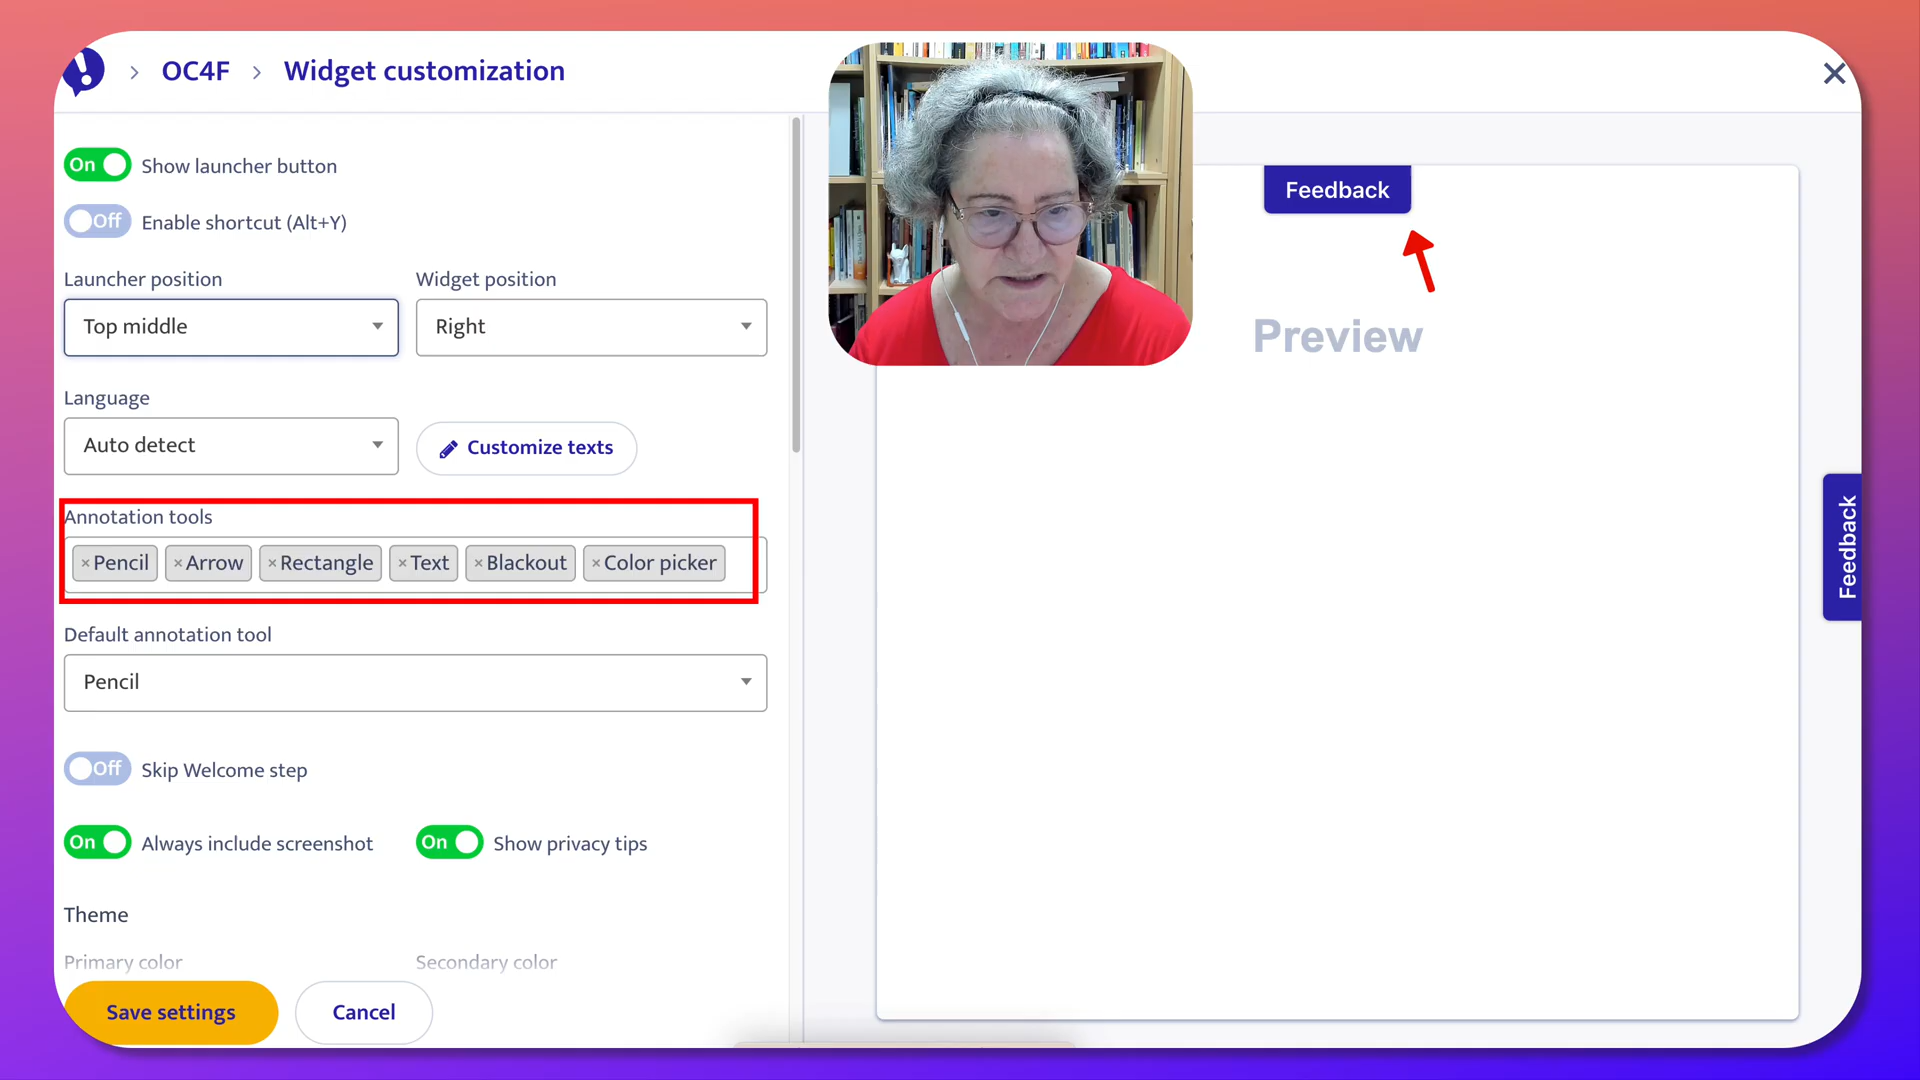 OC4F > Widget customization
On Show launcher button
Off Enable shortcut (Alt+Y)
Launcher position
Widget position
Top middle
Right
Language
Auto detect
Customize texts
Annotation tools
×Pencil ×Arrow ×Rectangle ×Text ×Blackout ×Color picker
Default annotation tool
Pencil
Off Skip Welcome step
On Always include screenshot
On Show privacy tips
Theme
Primary color
Secondary color
Save settings
Cancel
Feedback
Preview
Feedback